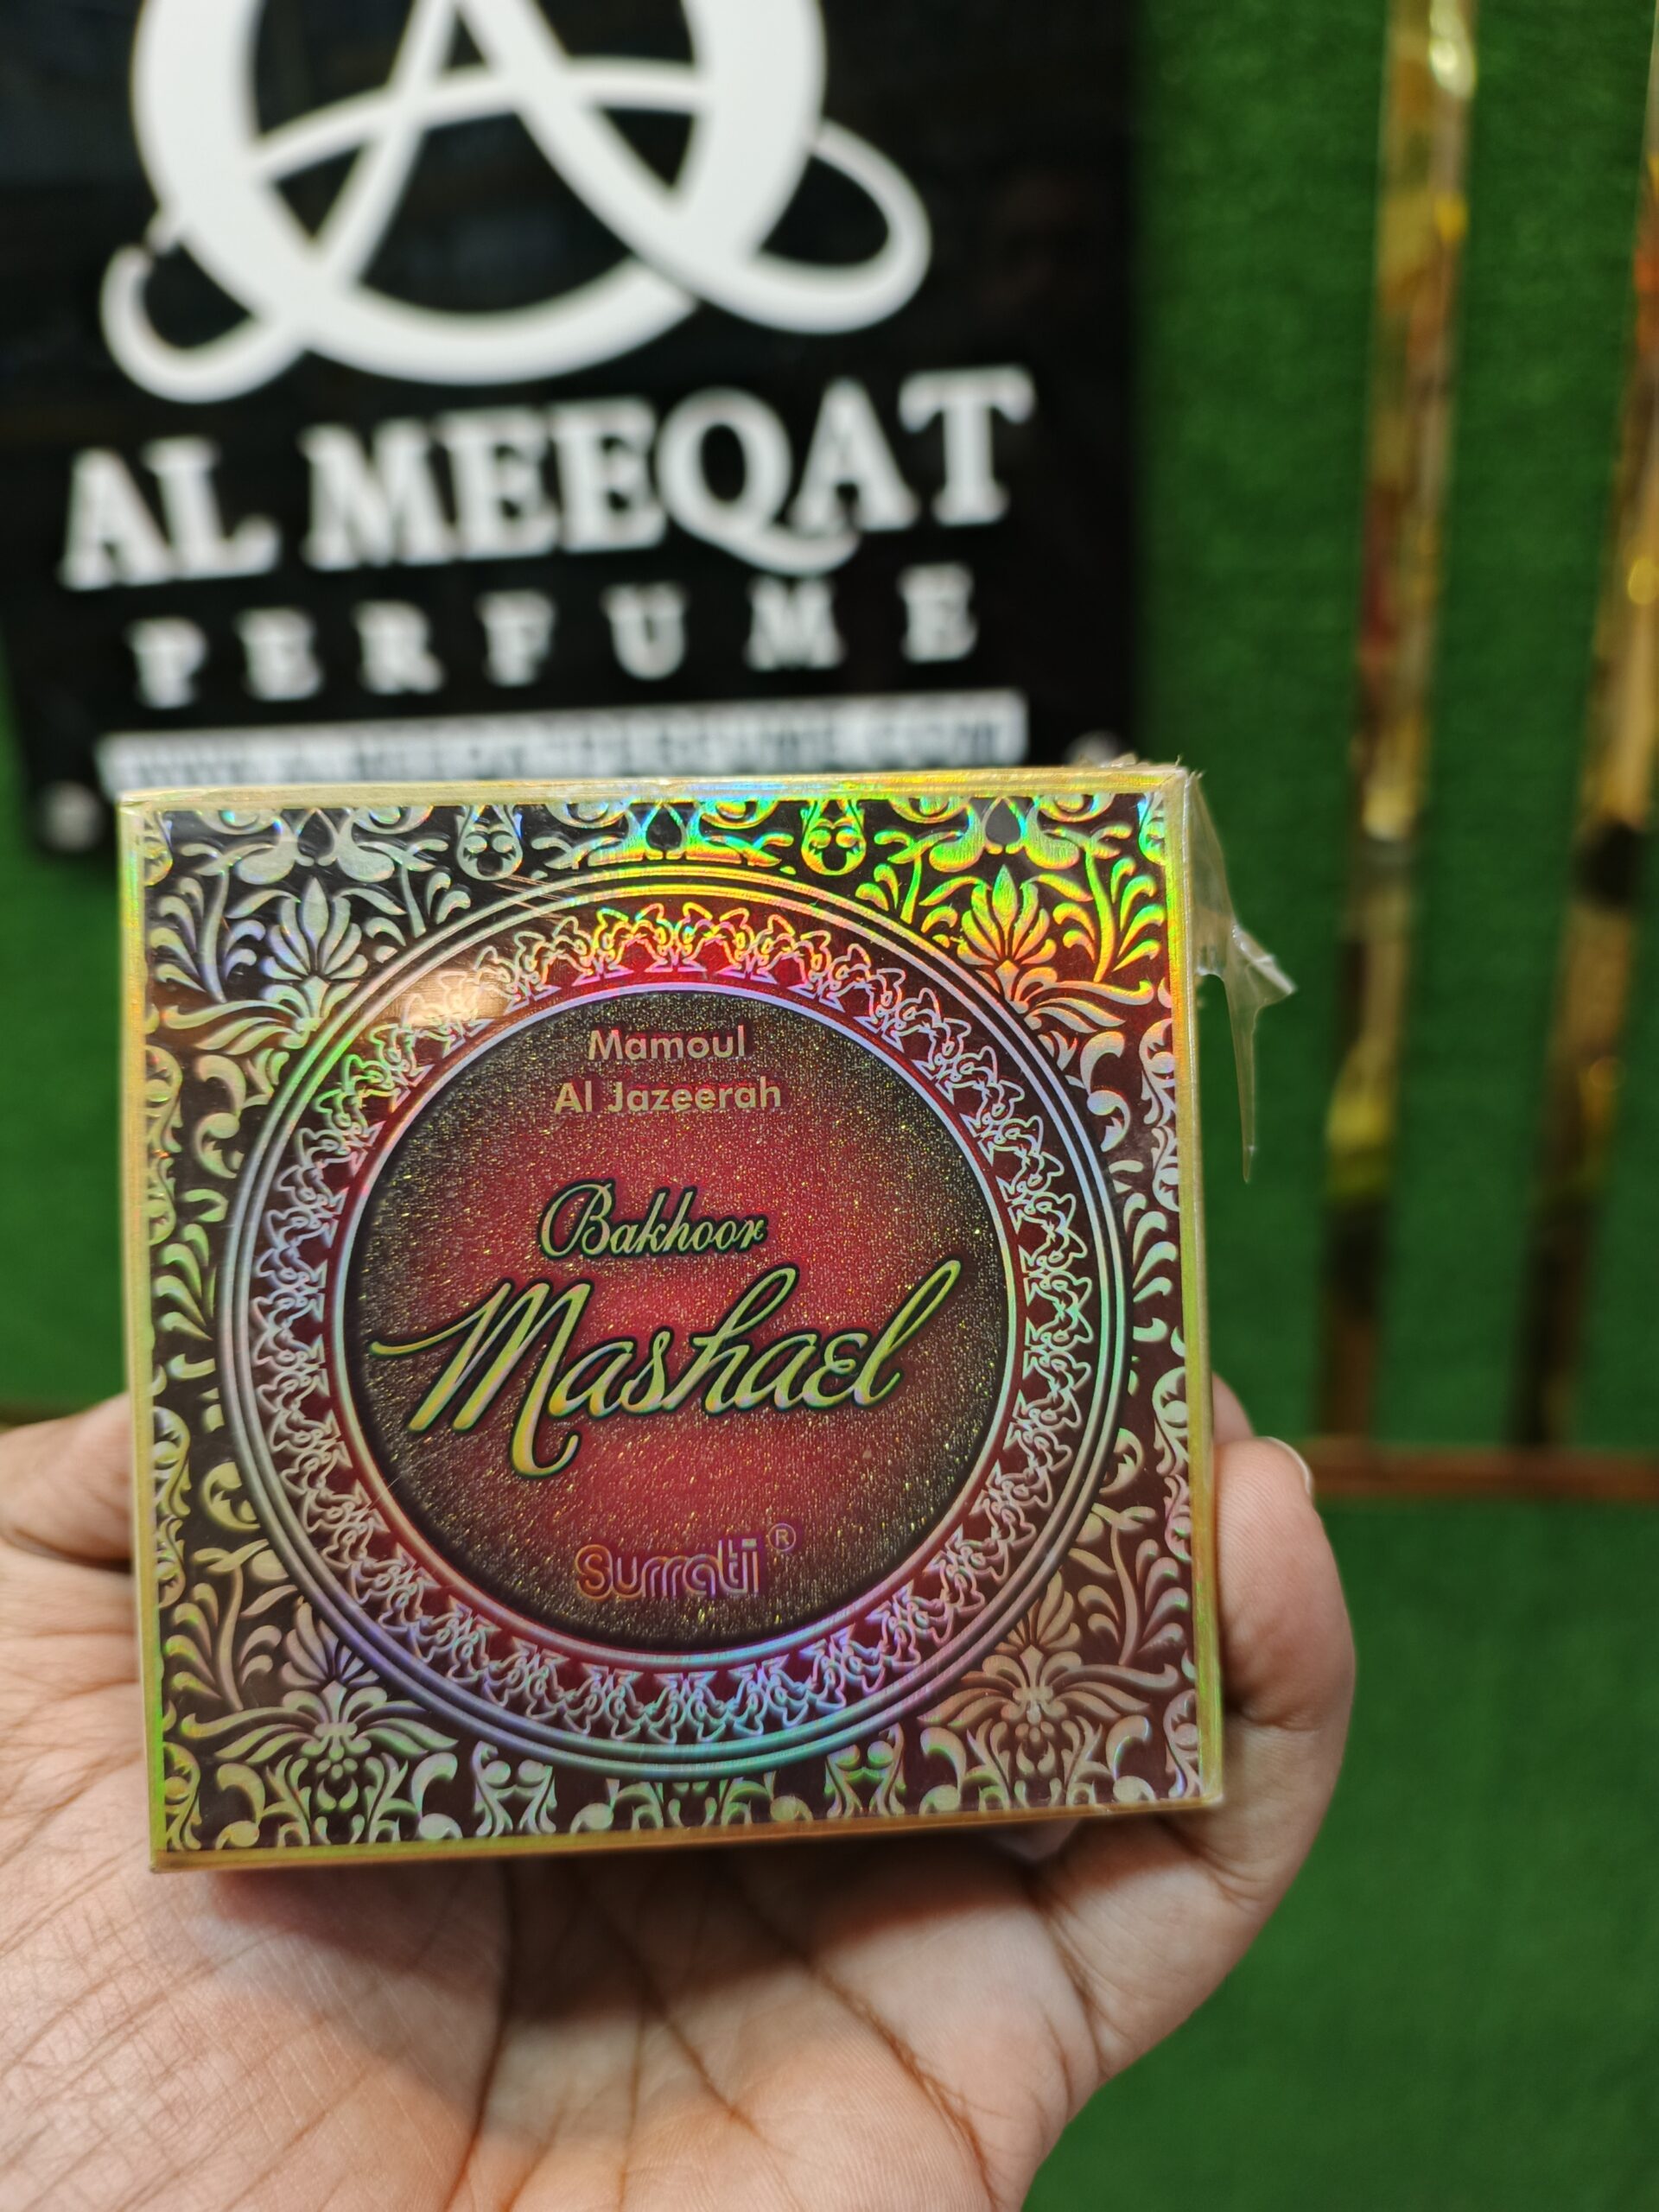 AL MEEQAT
PERFUME
Mamoul
Al Jazeerah
Bakhoor
Mashael
Surrati®